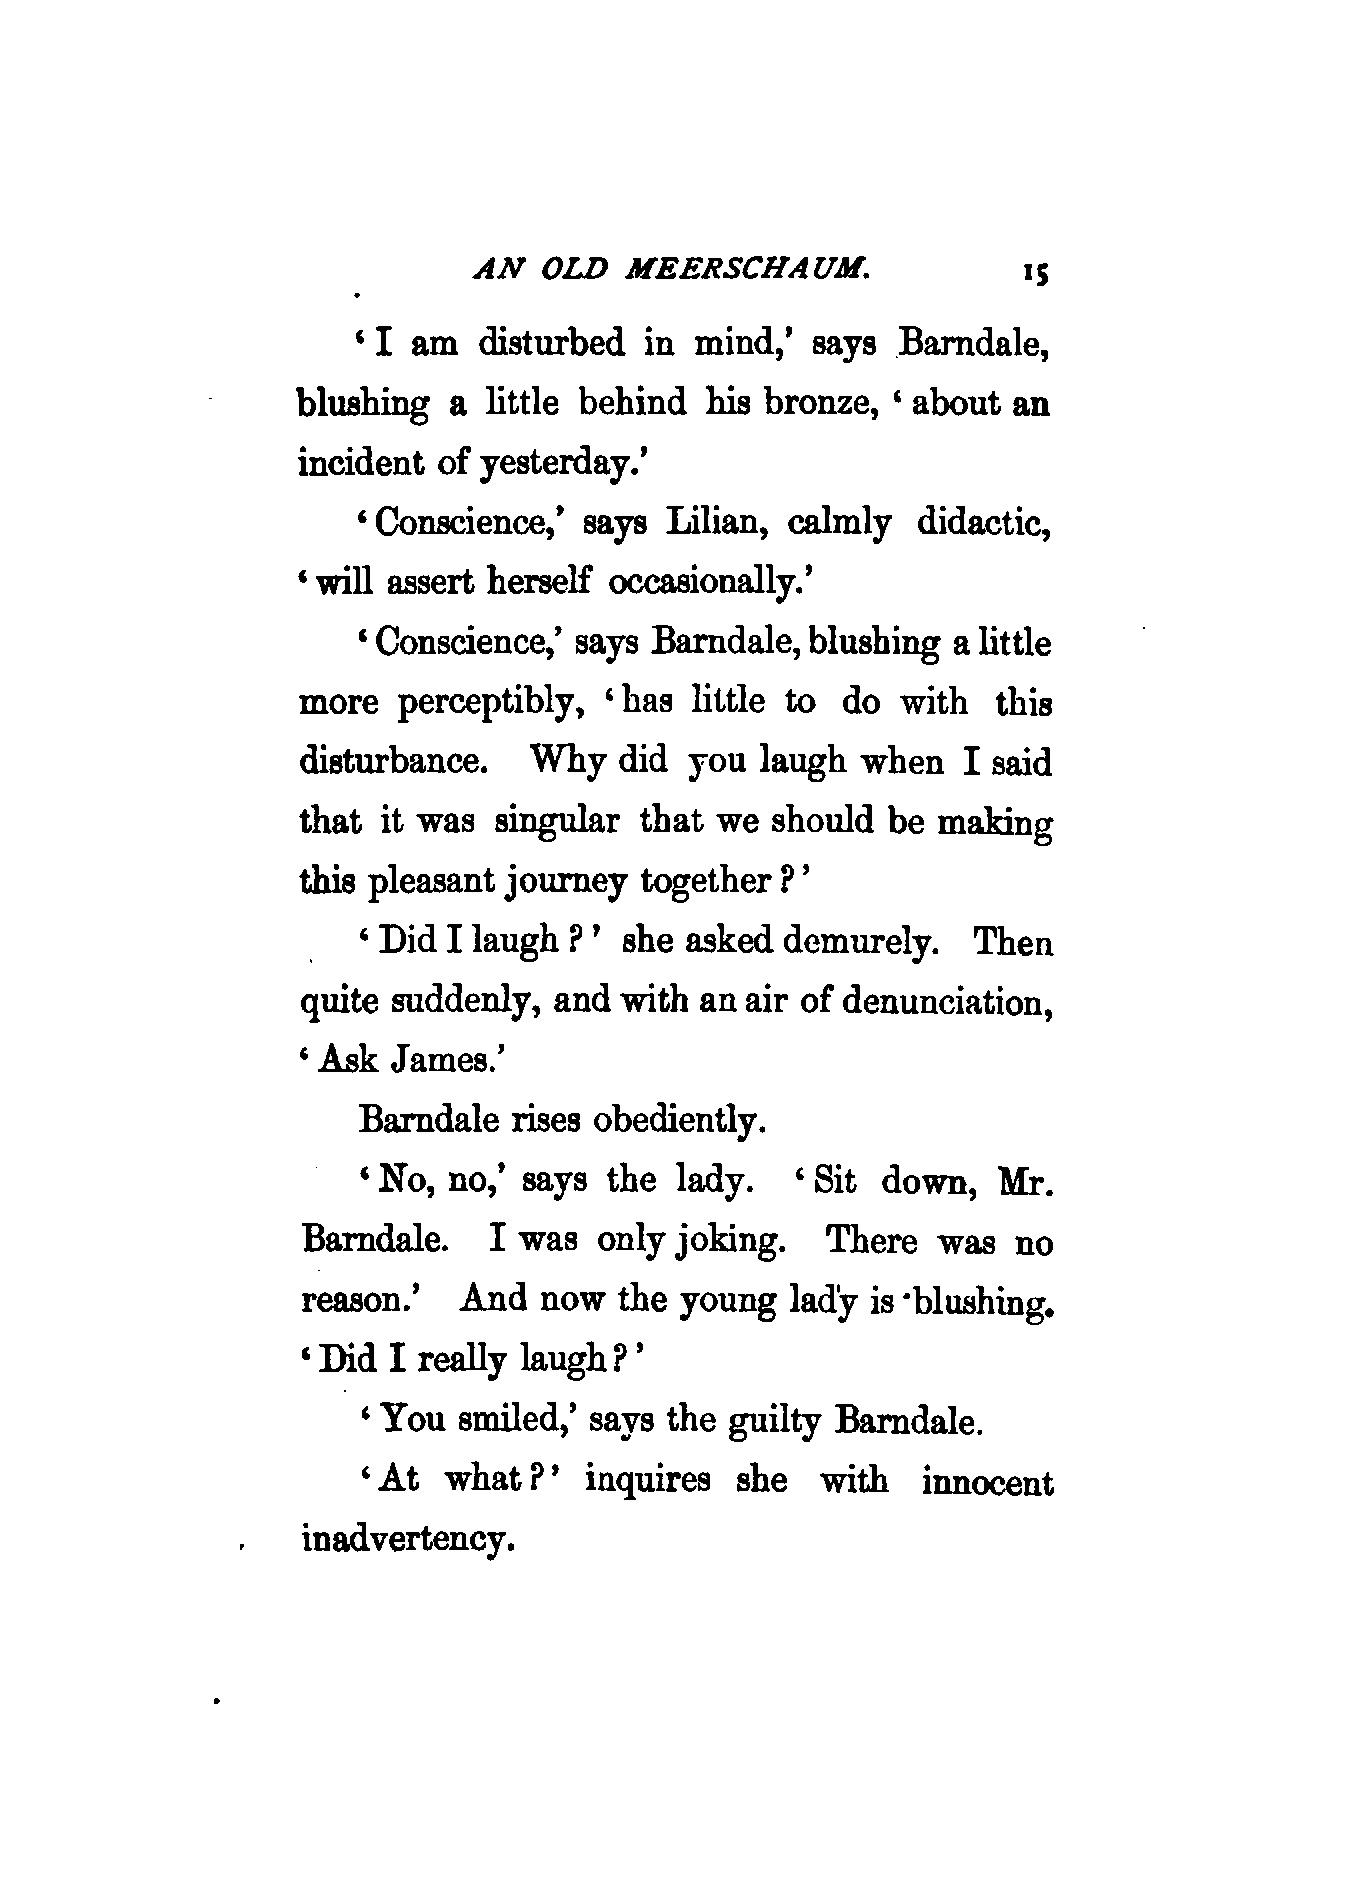 AN OLD MEERSCHAUM. 15
‘I am disturbed in mind,’ says Barndale,
blushing a little behind his bronze, ‘about an
incident of yesterday.’
‘Conscience,’ says Lilian, calmly didactic,
‘will assert herself occasionally.’
‘Conscience,’ says Barndale, blushing a little
more perceptibly, ‘has little to do with this
disturbance. Why did you laugh when I said
that it was singular that we should be making
this pleasant journey together?’
‘Did I laugh?’ she asked demurely. Then
quite suddenly, and with an air of denunciation,
‘Ask James.’
Barndale rises obediently.
‘No, no,’ says the lady. ‘Sit down, Mr.
Barndale. I was only joking. There was no
reason.’ And now the young lady is blushing.
‘Did I really laugh?’
‘You smiled,’ says the guilty Barndale.
‘At what?’ inquires she with innocent
inadvertency.